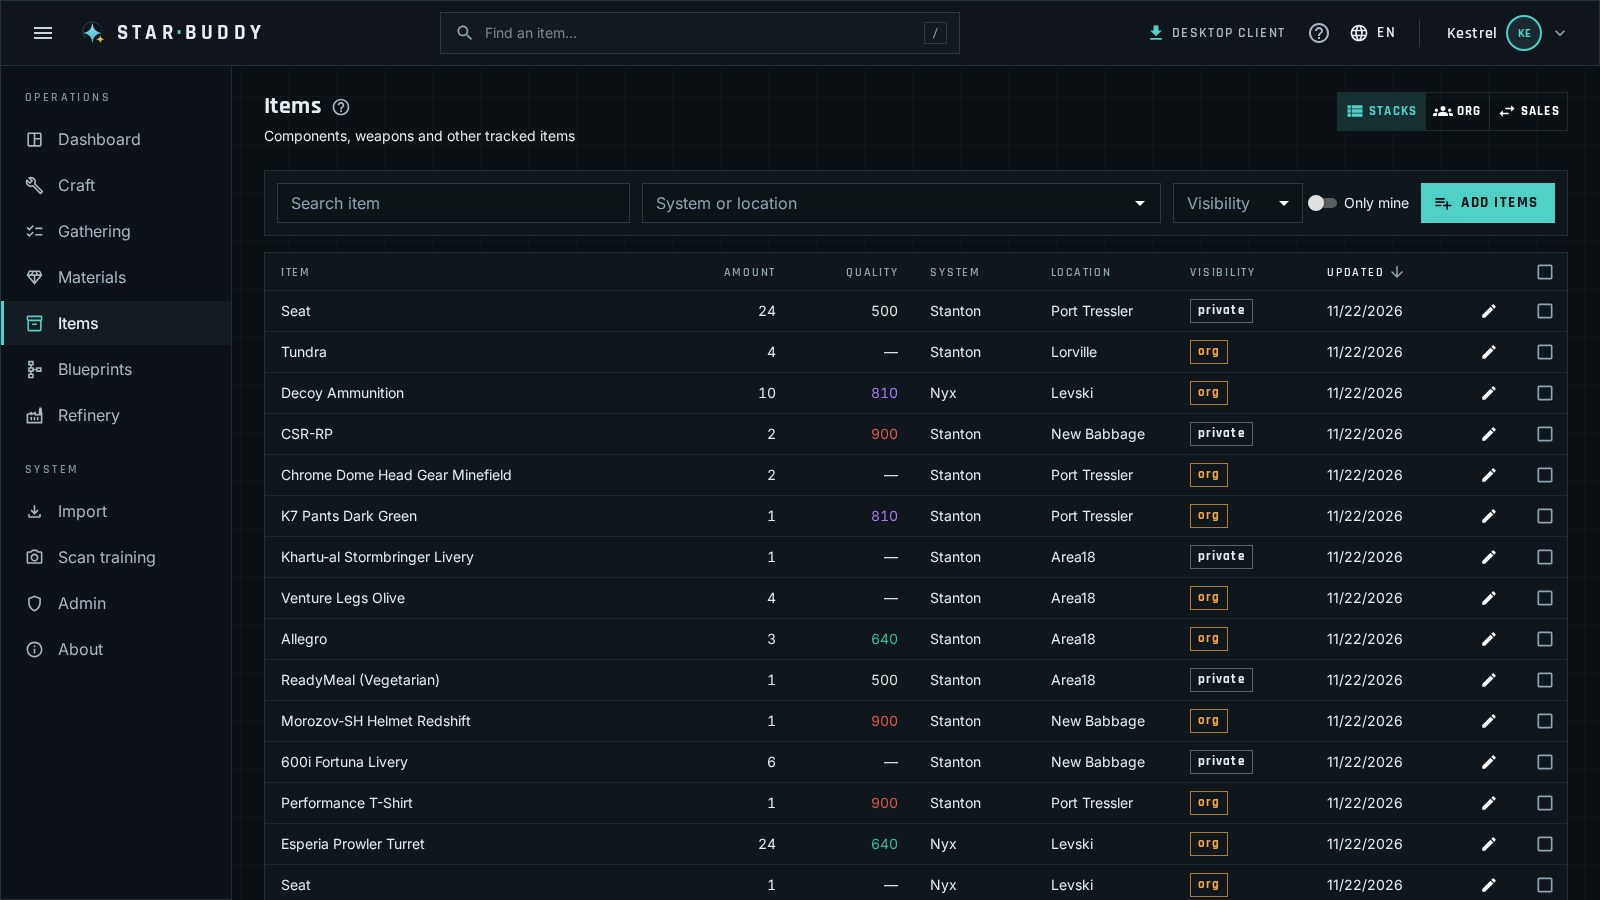 STAR·BUDDY
Find an item... /
DESKTOP CLIENT
EN
Kestrel KE
OPERATIONS
Dashboard
Craft
Gathering
Materials
Items
Blueprints
Refinery
SYSTEM
Import
Scan training
Admin
About
Items
Components, weapons and other tracked items
STACKS ORG SALES
Search item System or location Visibility Only mine ADD ITEMS
ITEM AMOUNT QUALITY SYSTEM LOCATION VISIBILITY UPDATED
Seat 24 500 Stanton Port Tressler private 11/22/2026
Tundra 4 — Stanton Lorville org 11/22/2026
Decoy Ammunition 10 810 Nyx Levski org 11/22/2026
CSR-RP 2 900 Stanton New Babbage private 11/22/2026
Chrome Dome Head Gear Minefield 2 — Stanton Port Tressler org 11/22/2026
K7 Pants Dark Green 1 810 Stanton Port Tressler org 11/22/2026
Khartu-al Stormbringer Livery 1 — Stanton Area18 private 11/22/2026
Venture Legs Olive 4 — Stanton Area18 org 11/22/2026
Allegro 3 640 Stanton Area18 org 11/22/2026
ReadyMeal (Vegetarian) 1 500 Stanton Area18 private 11/22/2026
Morozov-SH Helmet Redshift 1 900 Stanton New Babbage org 11/22/2026
600i Fortuna Livery 6 — Stanton New Babbage private 11/22/2026
Performance T-Shirt 1 900 Stanton Port Tressler org 11/22/2026
Esperia Prowler Turret 24 640 Nyx Levski org 11/22/2026
Seat 1 — Nyx Levski org 11/22/2026